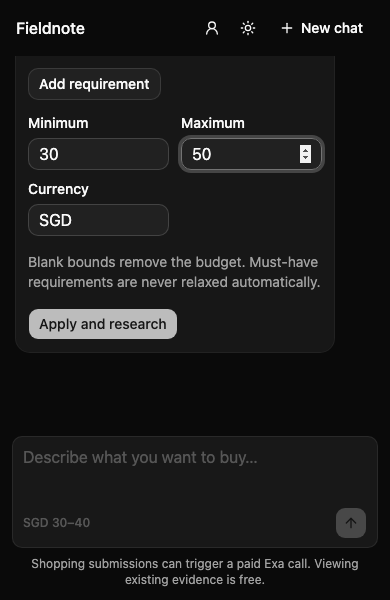 Fieldnote
New chat
Add requirement
Minimum
Maximum
30
50
Currency
SGD
Blank bounds remove the budget. Must-have
requirements are never relaxed automatically.
Apply and research
Describe what you want to buy...
SGD 30–40
Shopping submissions can trigger a paid Exa call. Viewing
existing evidence is free.